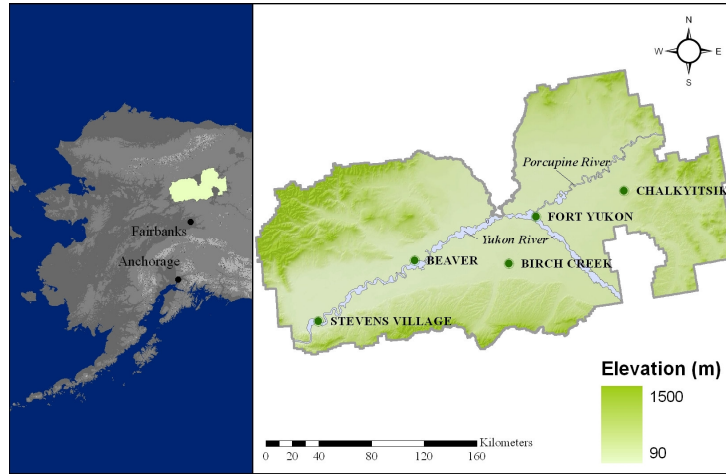 N
W E
S
Porcupine River
CHALKYITSIK
FORT YUKON
Yukon River
BEAVER
BIRCH CREEK
STEVENS VILLAGE
Fairbanks
Anchorage
Elevation (m)
1500
90
Kilometers
0 20 40 80 120 160